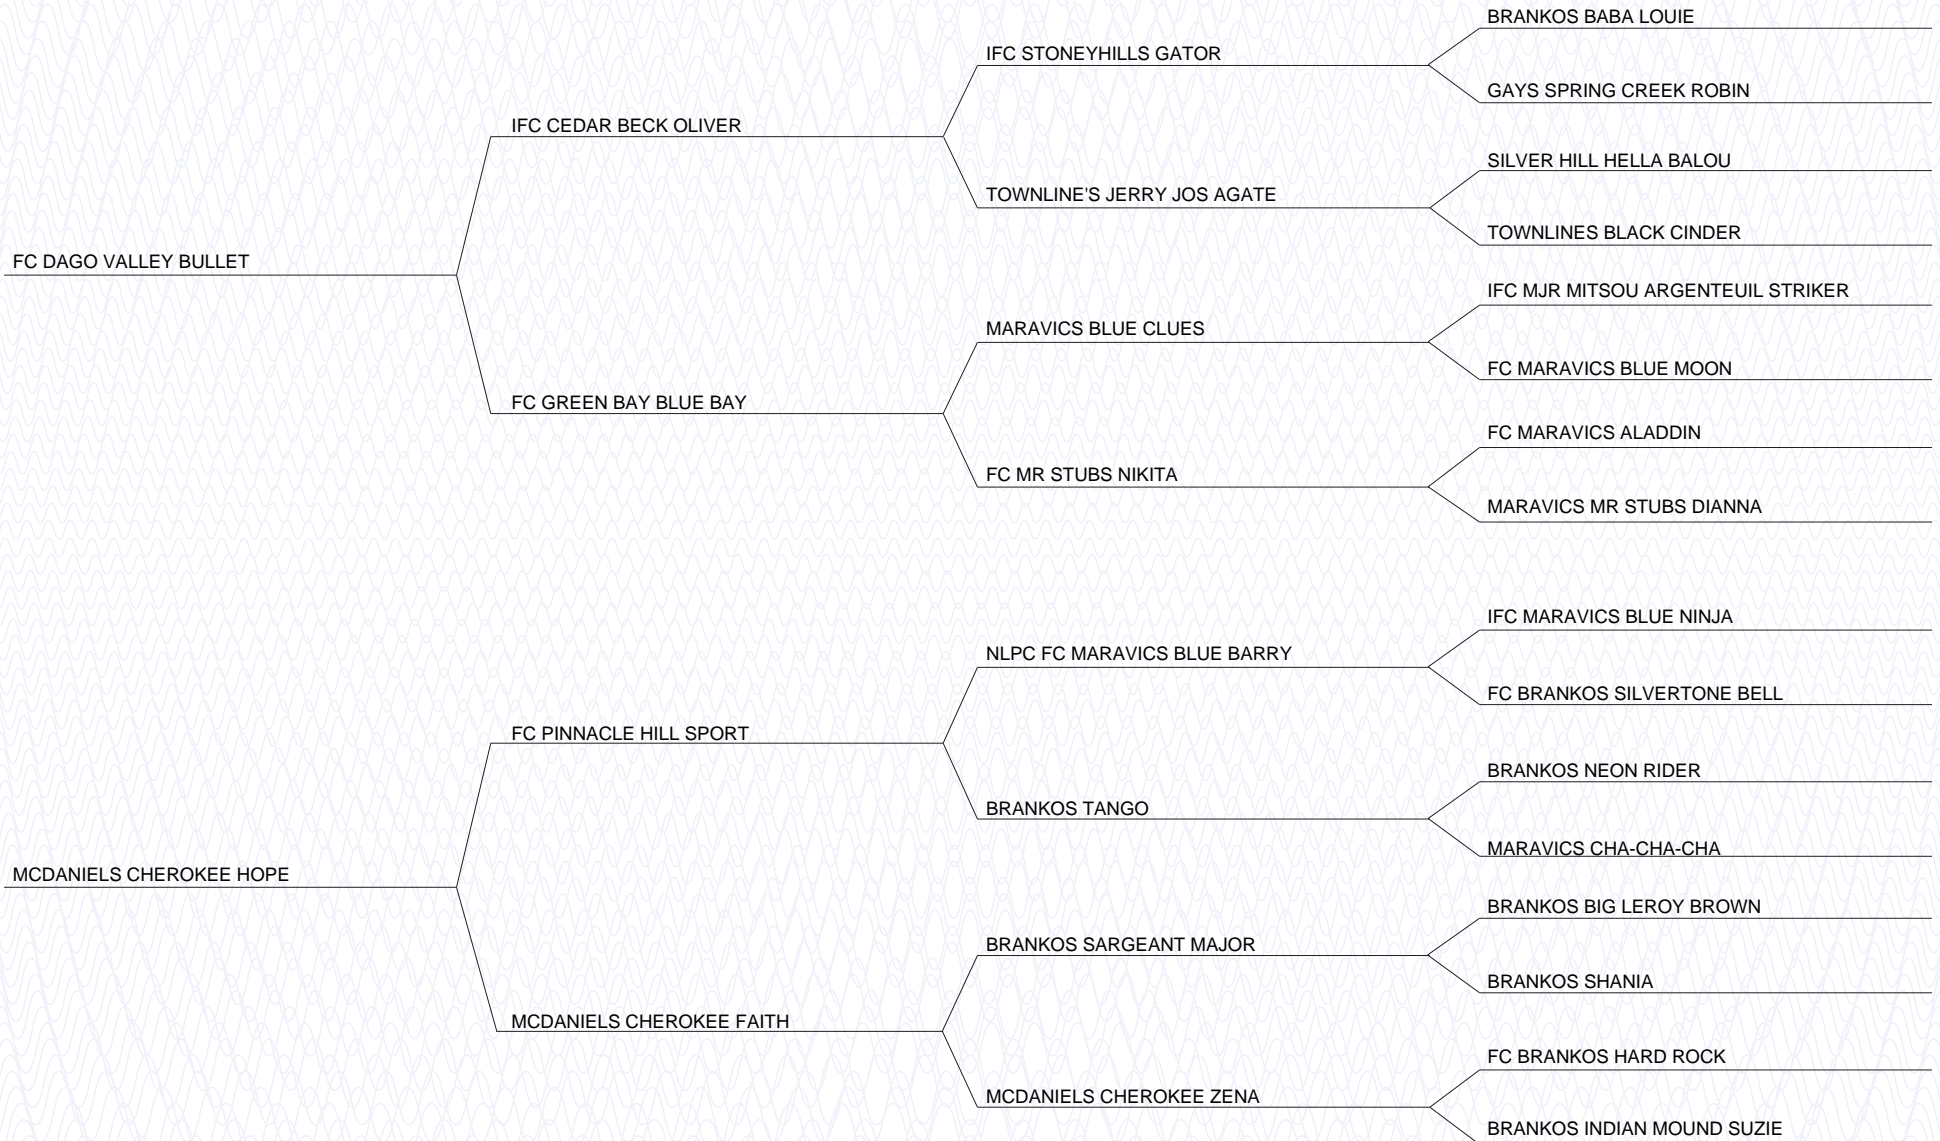 BRANKOS BABA LOUIE
IFC STONEYHILLS GATOR
GAYS SPRING CREEK ROBIN
IFC CEDAR BECK OLIVER
SILVER HILL HELLA BALOU
TOWNLINE'S JERRY JOS AGATE
TOWNLINES BLACK CINDER
FC DAGO VALLEY BULLET
IFC MJR MITSOU ARGENTEUIL STRIKER
MARAVICS BLUE CLUES
FC MARAVICS BLUE MOON
FC GREEN BAY BLUE BAY
FC MARAVICS ALADDIN
FC MR STUBS NIKITA
MARAVICS MR STUBS DIANNA
IFC MARAVICS BLUE NINJA
NLPC FC MARAVICS BLUE BARRY
FC BRANKOS SILVERTONE BELL
FC PINNACLE HILL SPORT
BRANKOS NEON RIDER
BRANKOS TANGO
MARAVICS CHA-CHA-CHA
MCDANIELS CHEROKEE HOPE
BRANKOS BIG LEROY BROWN
BRANKOS SARGEANT MAJOR
BRANKOS SHANIA
MCDANIELS CHEROKEE FAITH
FC BRANKOS HARD ROCK
MCDANIELS CHEROKEE ZENA
BRANKOS INDIAN MOUND SUZIE